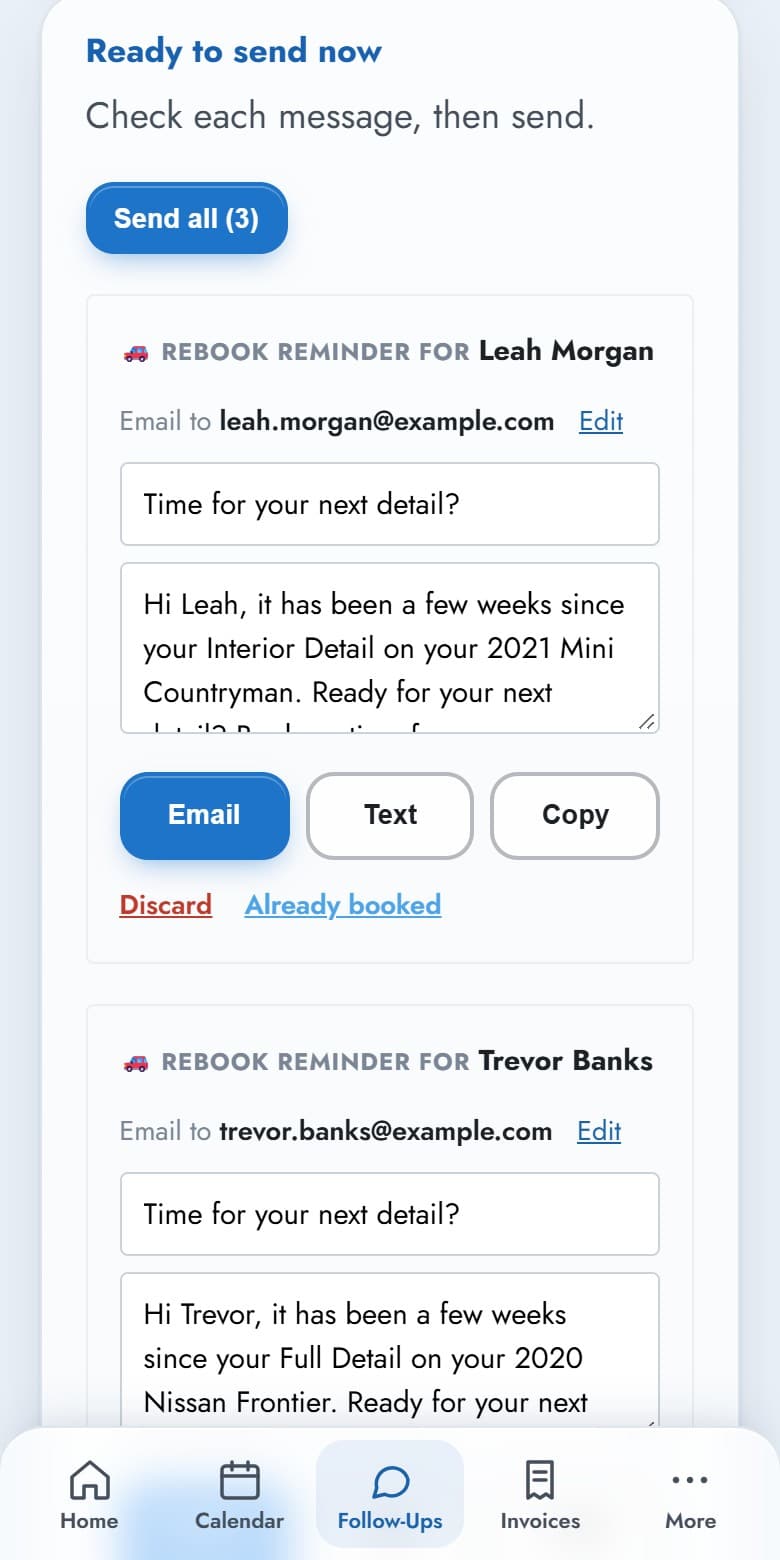 Ready to send now
Check each message, then send.
Send all (3)
REBOOK REMINDER FOR Leah Morgan
Email to leah.morgan@example.com Edit
Time for your next detail?
Hi Leah, it has been a few weeks since
your Interior Detail on your 2021 Mini
Countryman. Ready for your next
Email Text Copy
Discard Already booked
REBOOK REMINDER FOR Trevor Banks
Email to trevor.banks@example.com Edit
Time for your next detail?
Hi Trevor, it has been a few weeks
since your Full Detail on your 2020
Nissan Frontier. Ready for your next
Home Calendar Follow-Ups Invoices More